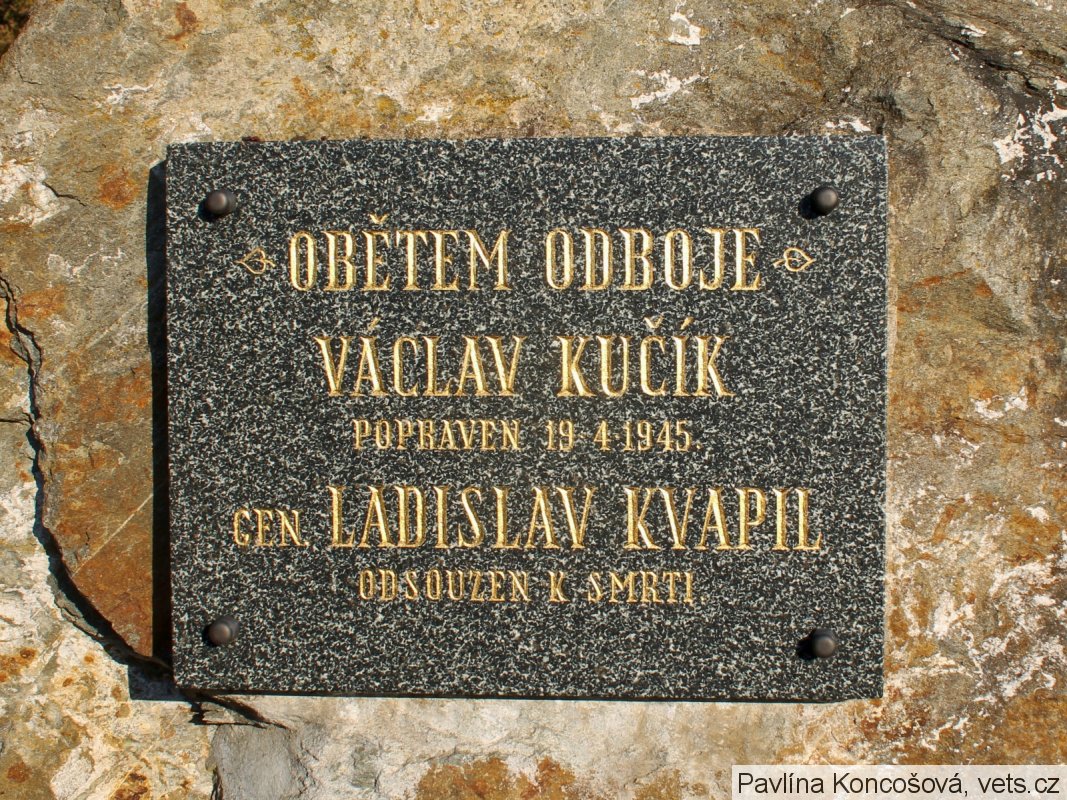 OBĚTEM ODBOJE
VÁCLAV KUČÍK
POPRAVEN 19·4·1945.
GEN. LADISLAV KVAPIL
ODSOUZEN K SMRTI.
Pavlína Koncošová, vets.cz